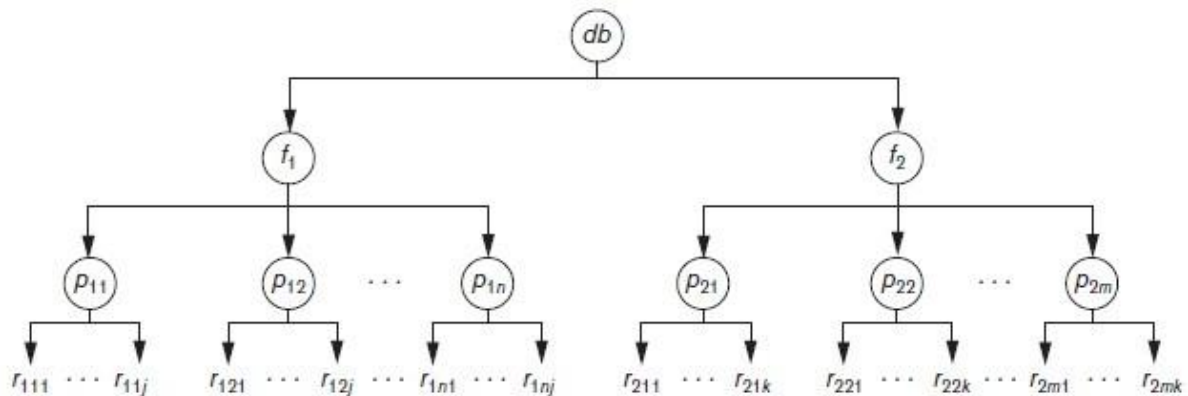 db
f₁ f₂
p₁₁ p₁₂ · · · p₁ₙ p₂₁ p₂₂ · · · p₂ₘ
r₁₁₁ · · · r₁₁ⱼ r₁₂₁ · · · r₁₂ⱼ · · · r₁ₙ₁ · · · r₁ₙⱼ r₂₁₁ · · · r₂₁ₖ r₂₂₁ · · · r₂₂ₖ · · · r₂ₘ₁ · · · r₂ₘₖ